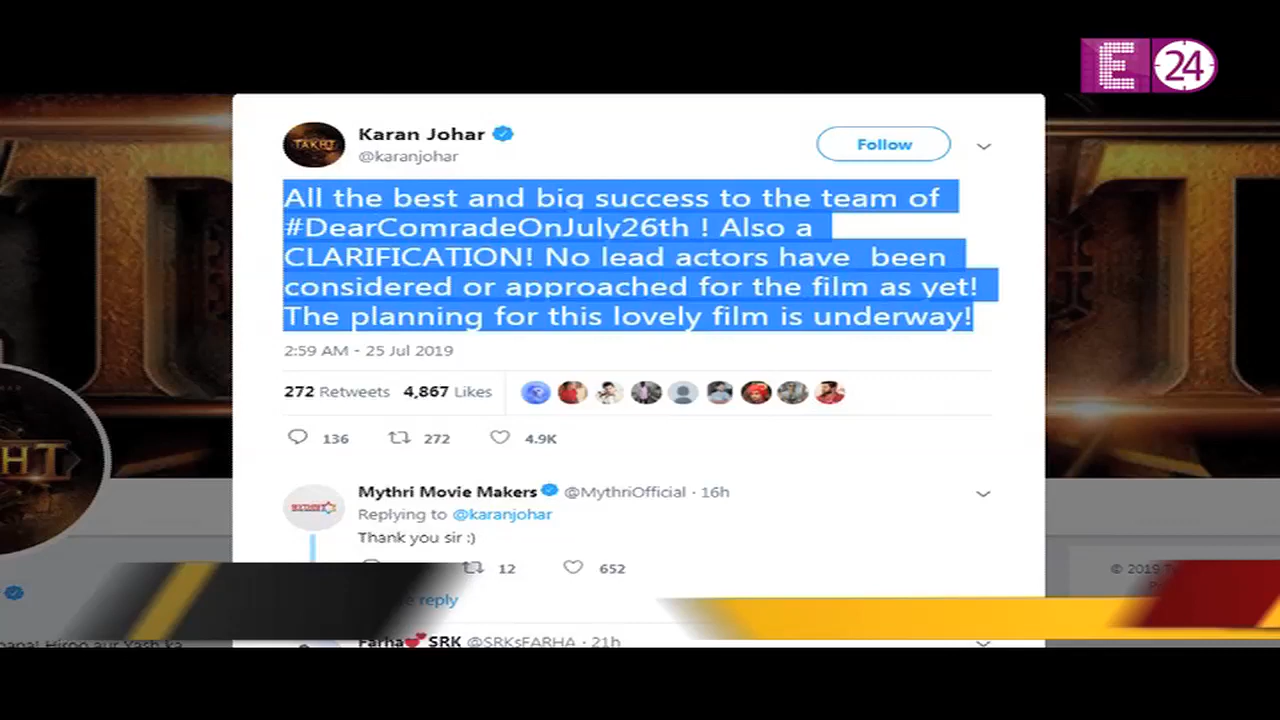 E 24
Karan Johar
@karanjohar
Follow
TAKHT
All the best and big success to the team of
#DearComradeOnJuly26th ! Also a
CLARIFICATION! No lead actors have been
considered or approached for the film as yet!
The planning for this lovely film is underway!
2:59 AM - 25 Jul 2019
272 Retweets 4,867 Likes
136 272 4.9K
HT
Mythri Movie Makers @MythriOfficial · 16h
Replying to @karanjohar
Thank you sir :)
12 652
© 2019
reply
Farha💕SRK @SRKsFARHA · 21h